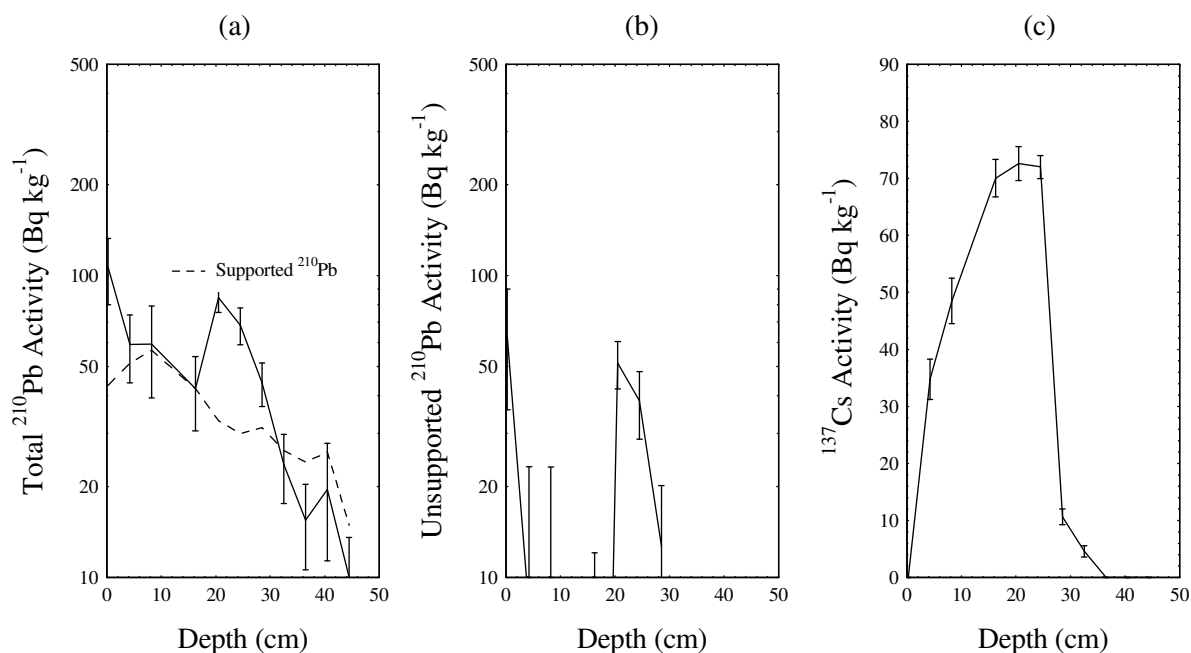 (a)
Total ²¹⁰Pb Activity (Bq kg⁻¹)
500
200
100
50
20
10
Supported ²¹⁰Pb
0 10 20 30 40 50
Depth (cm)
(b)
Unsupported ²¹⁰Pb Activity (Bq kg⁻¹)
500
200
100
50
20
10
0 10 20 30 40 50
Depth (cm)
(c)
¹³⁷Cs Activity (Bq kg⁻¹)
90
80
70
60
50
40
30
20
10
0
0 10 20 30 40 50
Depth (cm)